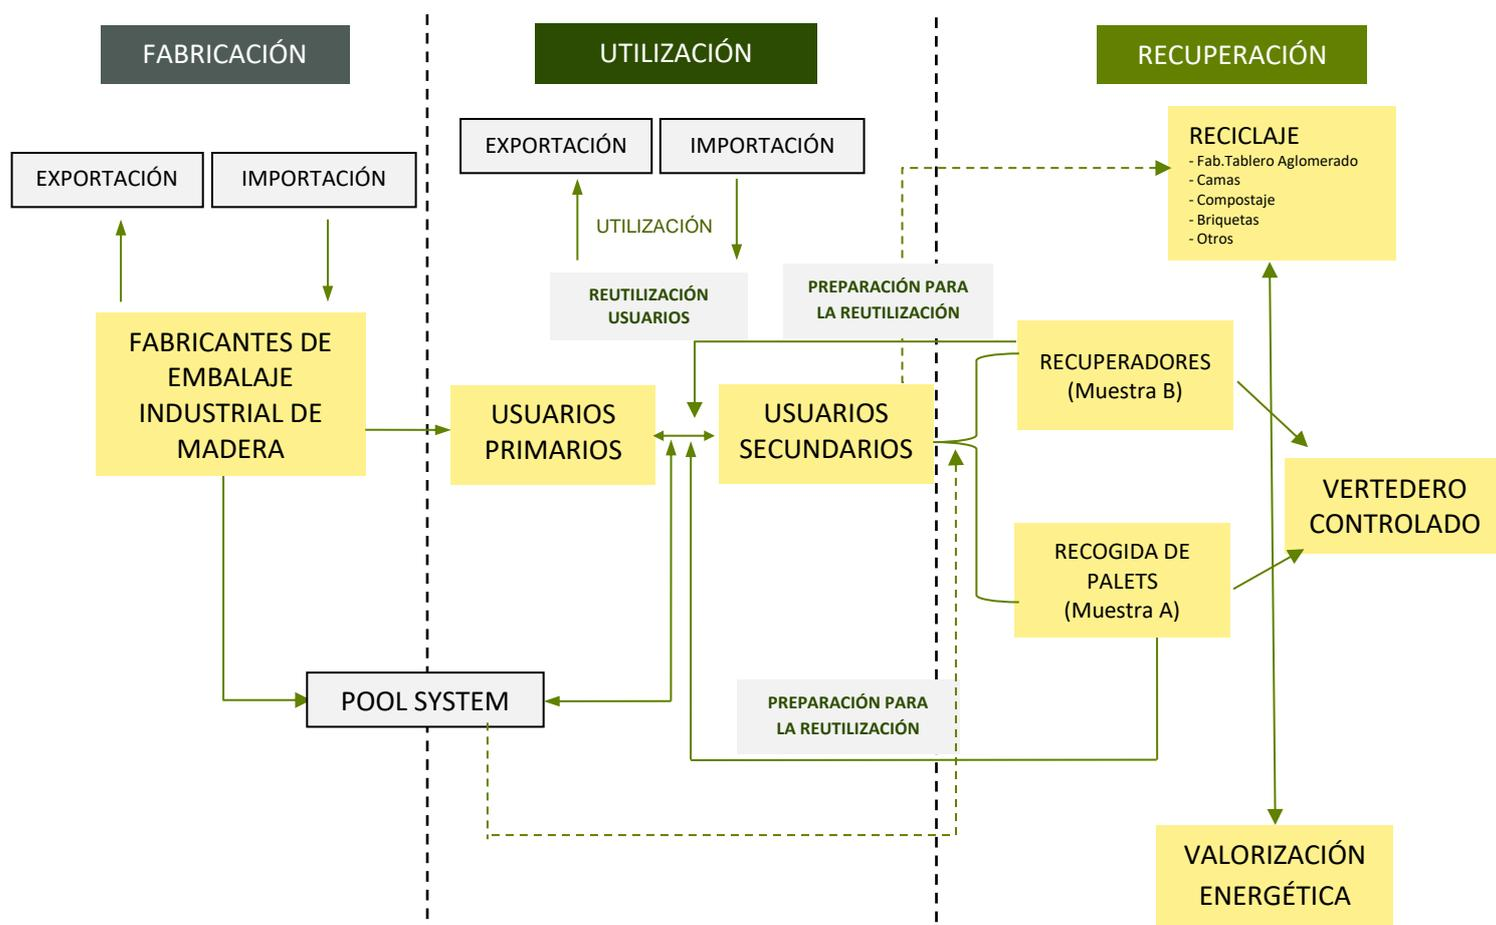 FABRICACIÓN
UTILIZACIÓN
RECUPERACIÓN
EXPORTACIÓN
IMPORTACIÓN
EXPORTACIÓN
IMPORTACIÓN
UTILIZACIÓN
RECICLAJE
- Fab.Tablero Aglomerado
- Camas
- Compostaje
- Briquetas
- Otros
REUTILIZACIÓN
USUARIOS
PREPARACIÓN PARA
LA REUTILIZACIÓN
FABRICANTES DE
EMBALAJE
INDUSTRIAL DE
MADERA
USUARIOS
PRIMARIOS
USUARIOS
SECUNDARIOS
RECUPERADORES
(Muestra B)
VERTEDERO
CONTROLADO
RECOGIDA DE
PALETS
(Muestra A)
POOL SYSTEM
PREPARACIÓN PARA
LA REUTILIZACIÓN
VALORIZACIÓN
ENERGÉTICA